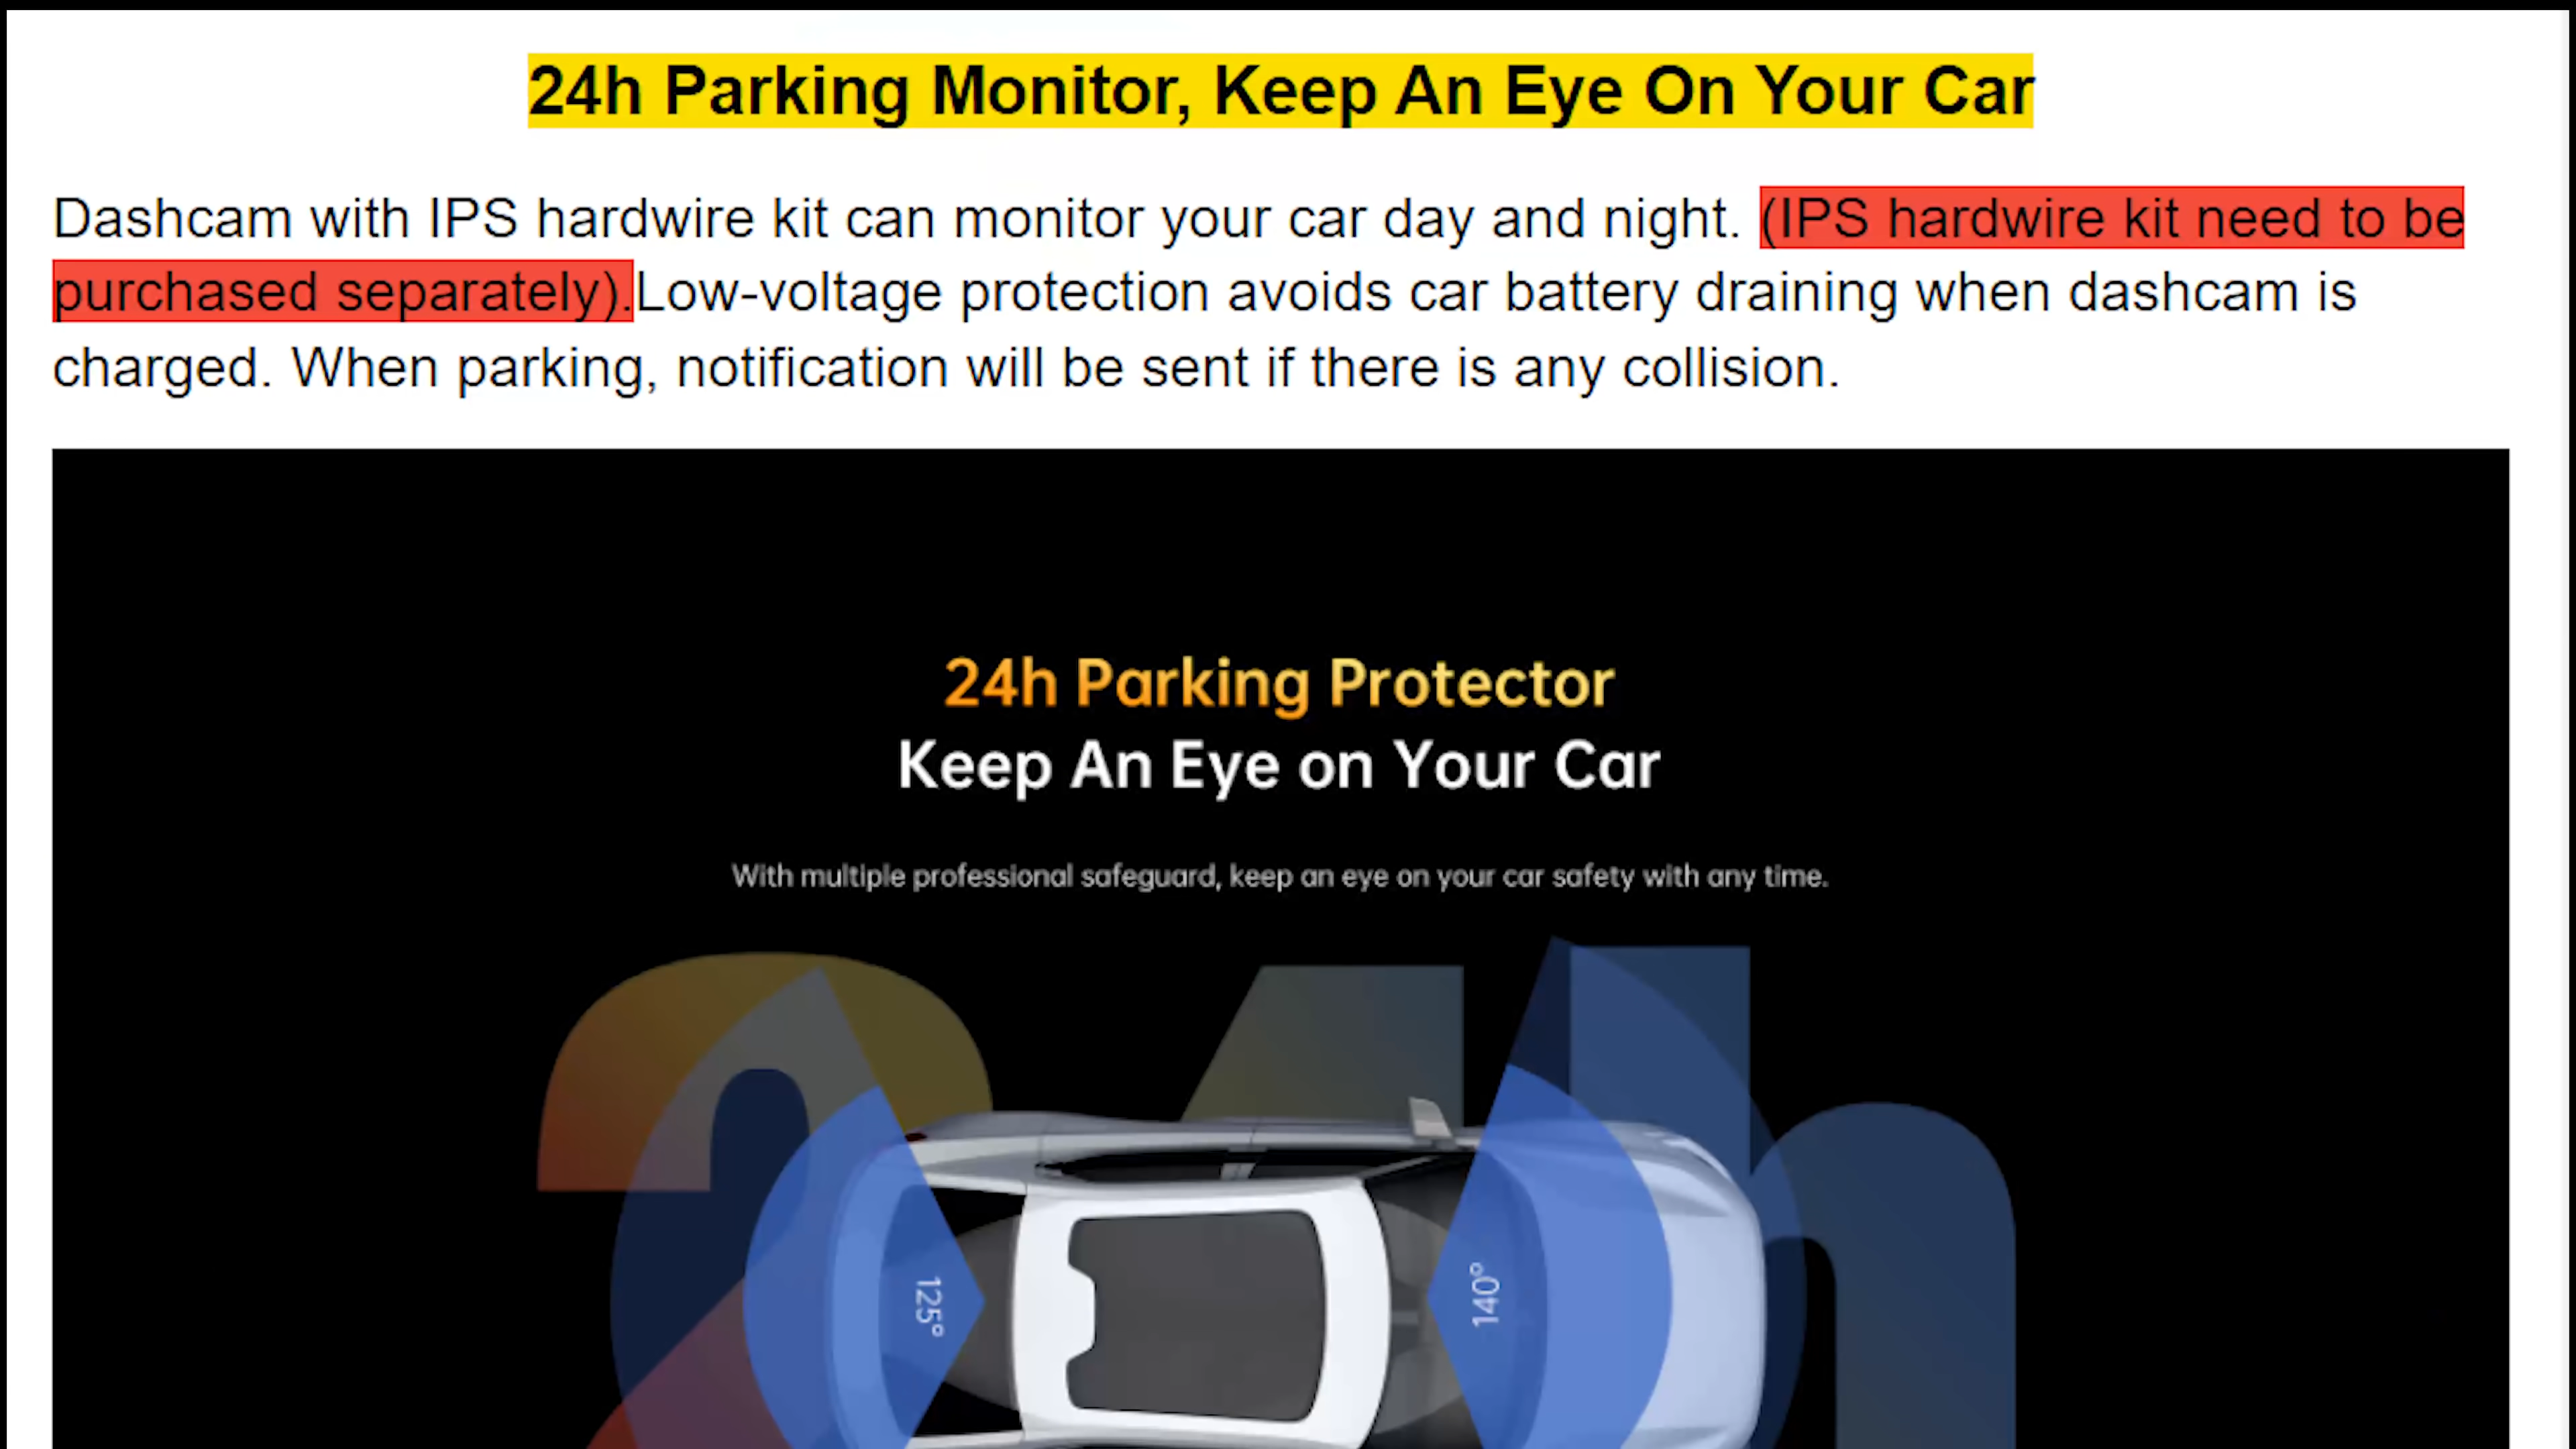 24h Parking Monitor, Keep An Eye On Your Car
Dashcam with IPS hardwire kit can monitor your car day and night. (IPS hardwire kit need to be
purchased separately).Low-voltage protection avoids car battery draining when dashcam is
charged. When parking, notification will be sent if there is any collision.
24h Parking Protector
Keep An Eye on Your Car
With multiple professional safeguard, keep an eye on your car safety with any time.
24h
125°
140°